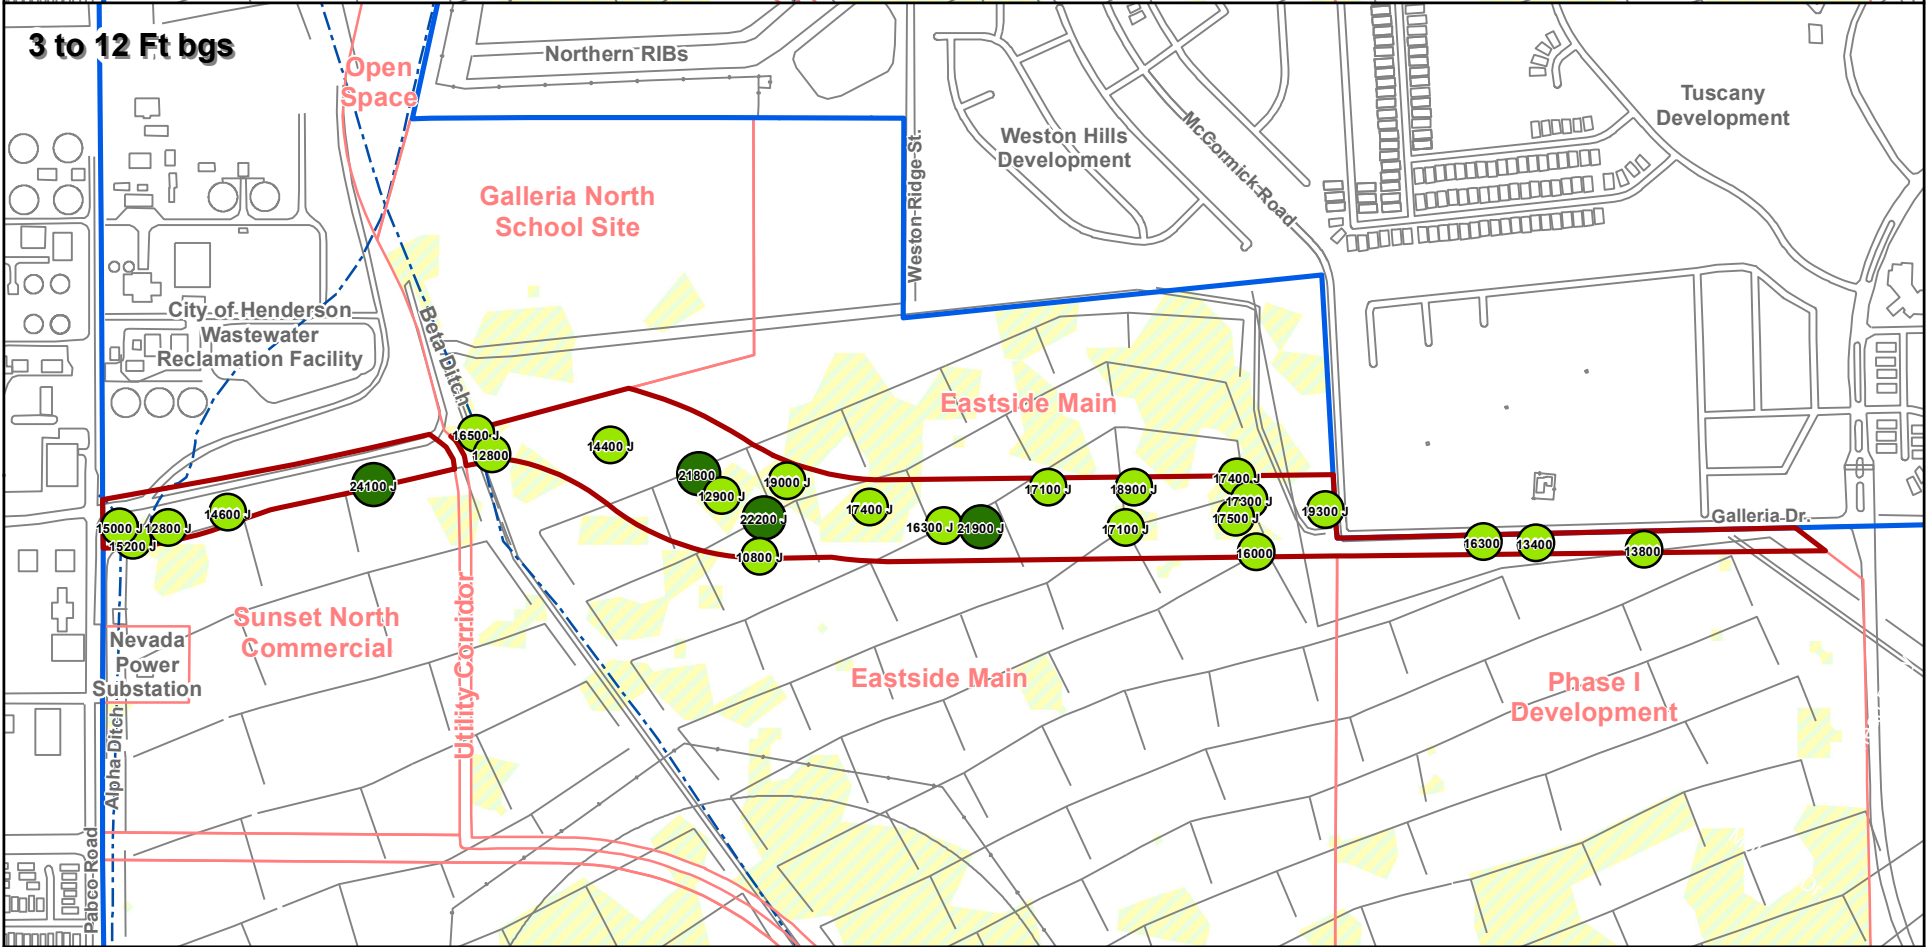 3 to 12 Ft bgs
Open
Space
Northern RIBs
Tuscany
Development
Weston Hills
Development
McCormick-Road
Weston-Ridge-St.
Galleria North
School Site
City of Henderson
Wastewater
Reclamation Facility
Beta-Ditch
Eastside Main
16500 J
12800
14400 J
21800
12900 J
19000 J
22200 J
17400 J
10800 J
16300 J
21900 J
17100 J
18900 J
17100 J
17400 J
17300 J
17500 J
16000
19300 J
16300
13400
13800
Galleria Dr.
24100 J
14600 J
15000 J
12800 J
15200 J
Sunset North
Commercial
Utility Corridor
Nevada
Power
Substation
Alpha-Ditch
Pabco-Road
Eastside Main
Phase I
Development
Dr